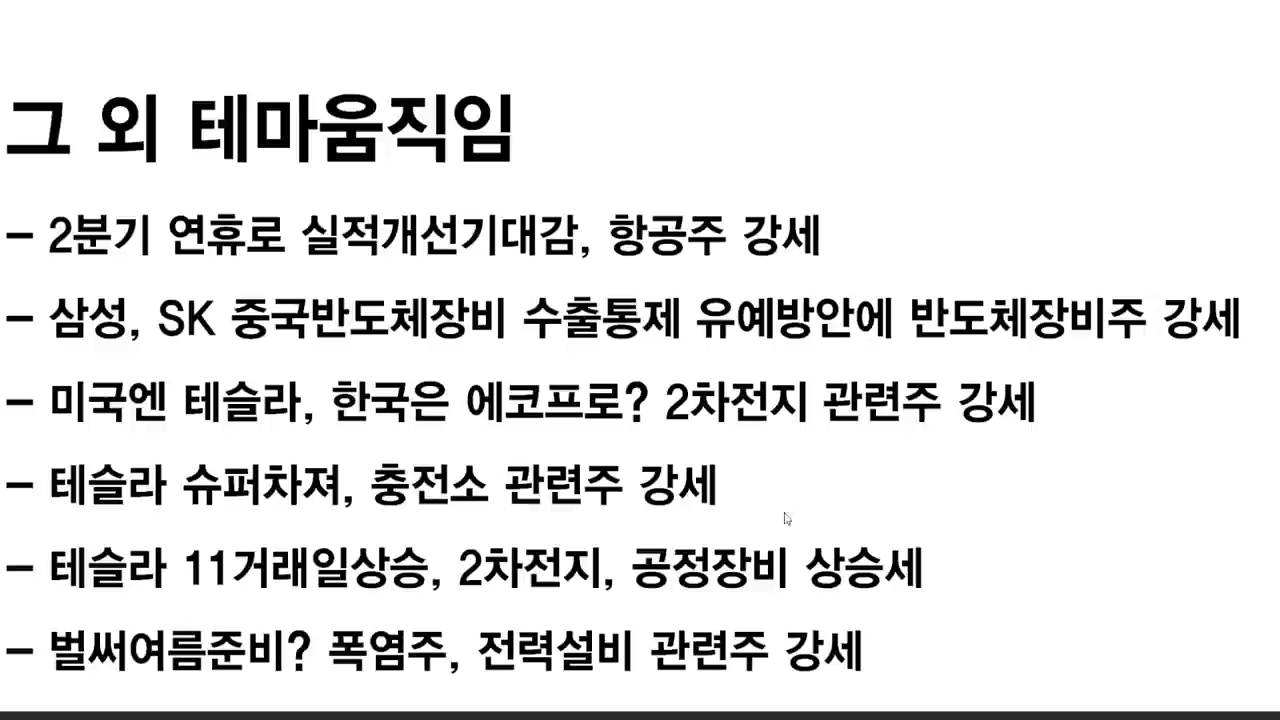 그 외 테마움직임
- 2분기 연휴로 실적개선기대감, 항공주 강세
- 삼성, SK 중국반도체장비 수출통제 유예방안에 반도체장비주 강세
- 미국엔 테슬라, 한국은 에코프로? 2차전지 관련주 강세
- 테슬라 슈퍼차져, 충전소 관련주 강세
- 테슬라 11거래일상승, 2차전지, 공정장비 상승세
- 벌써여름준비? 폭염주, 전력설비 관련주 강세